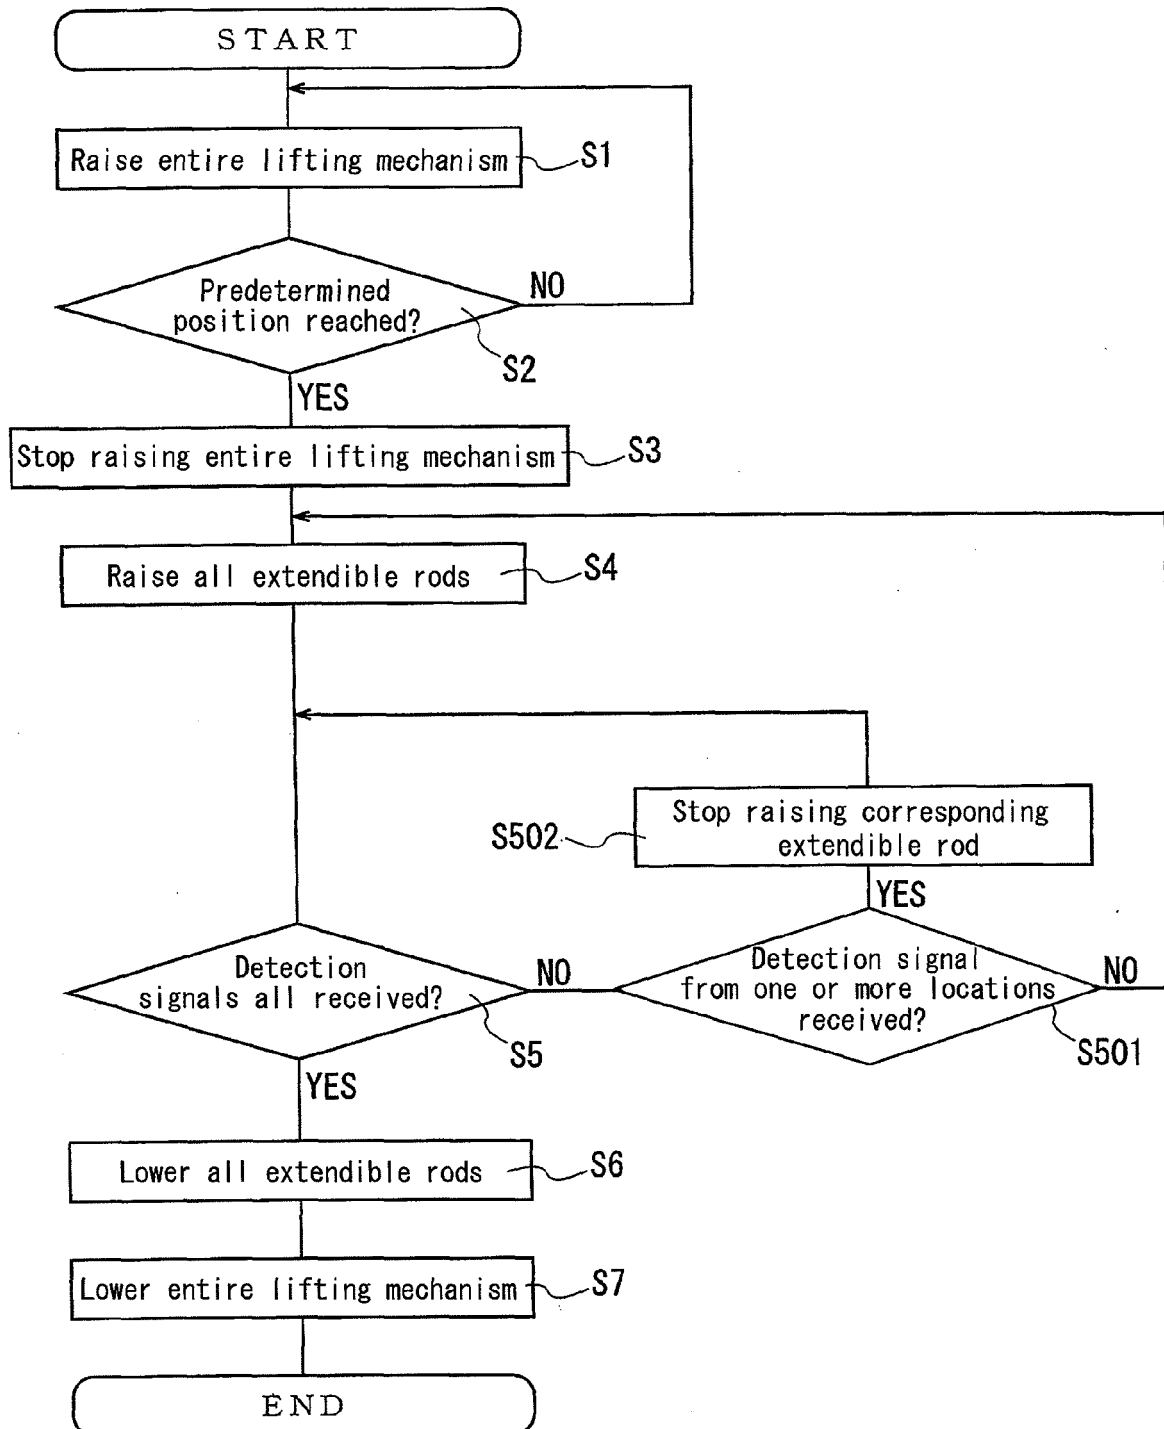 START
Raise entire lifting mechanism
S1
Predetermined
position reached?
NO
S2
YES
Stop raising entire lifting mechanism
S3
Raise all extendible rods
S4
Stop raising corresponding
extendible rod
S502
YES
Detection
signals all received?
NO
S5
Detection signal
from one or more locations
received?
NO
S501
YES
Lower all extendible rods
S6
Lower entire lifting mechanism
S7
END